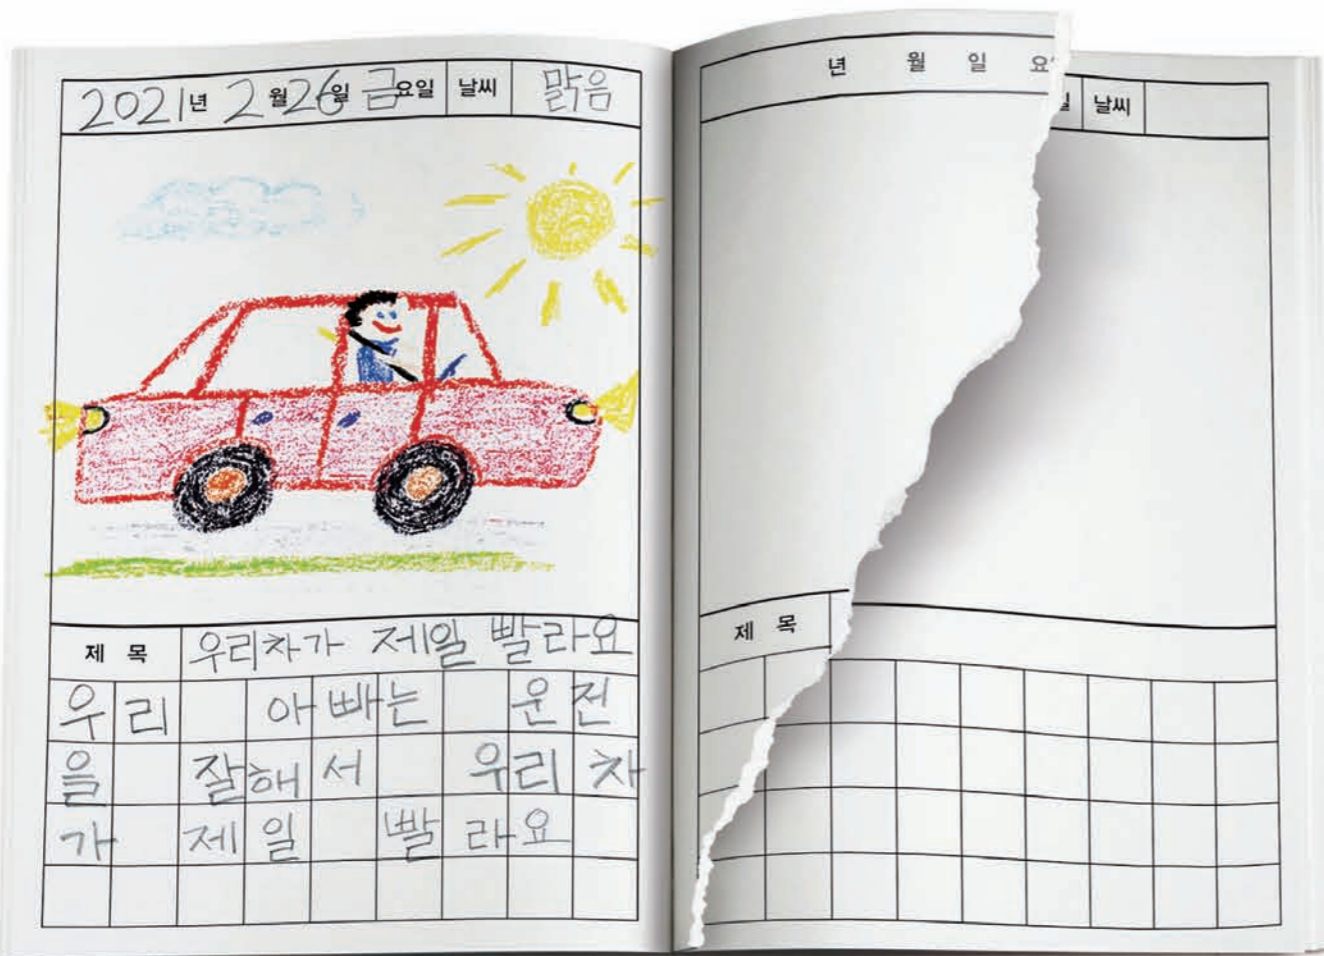 2021년 2월 26일 금요일 날씨 맑음
제 목 우리차가 제일 빨라요
우리 아빠는 운전
을 잘해서 우리 차
가 제일 빨라요
년 월 일 요
일 날씨
제 목